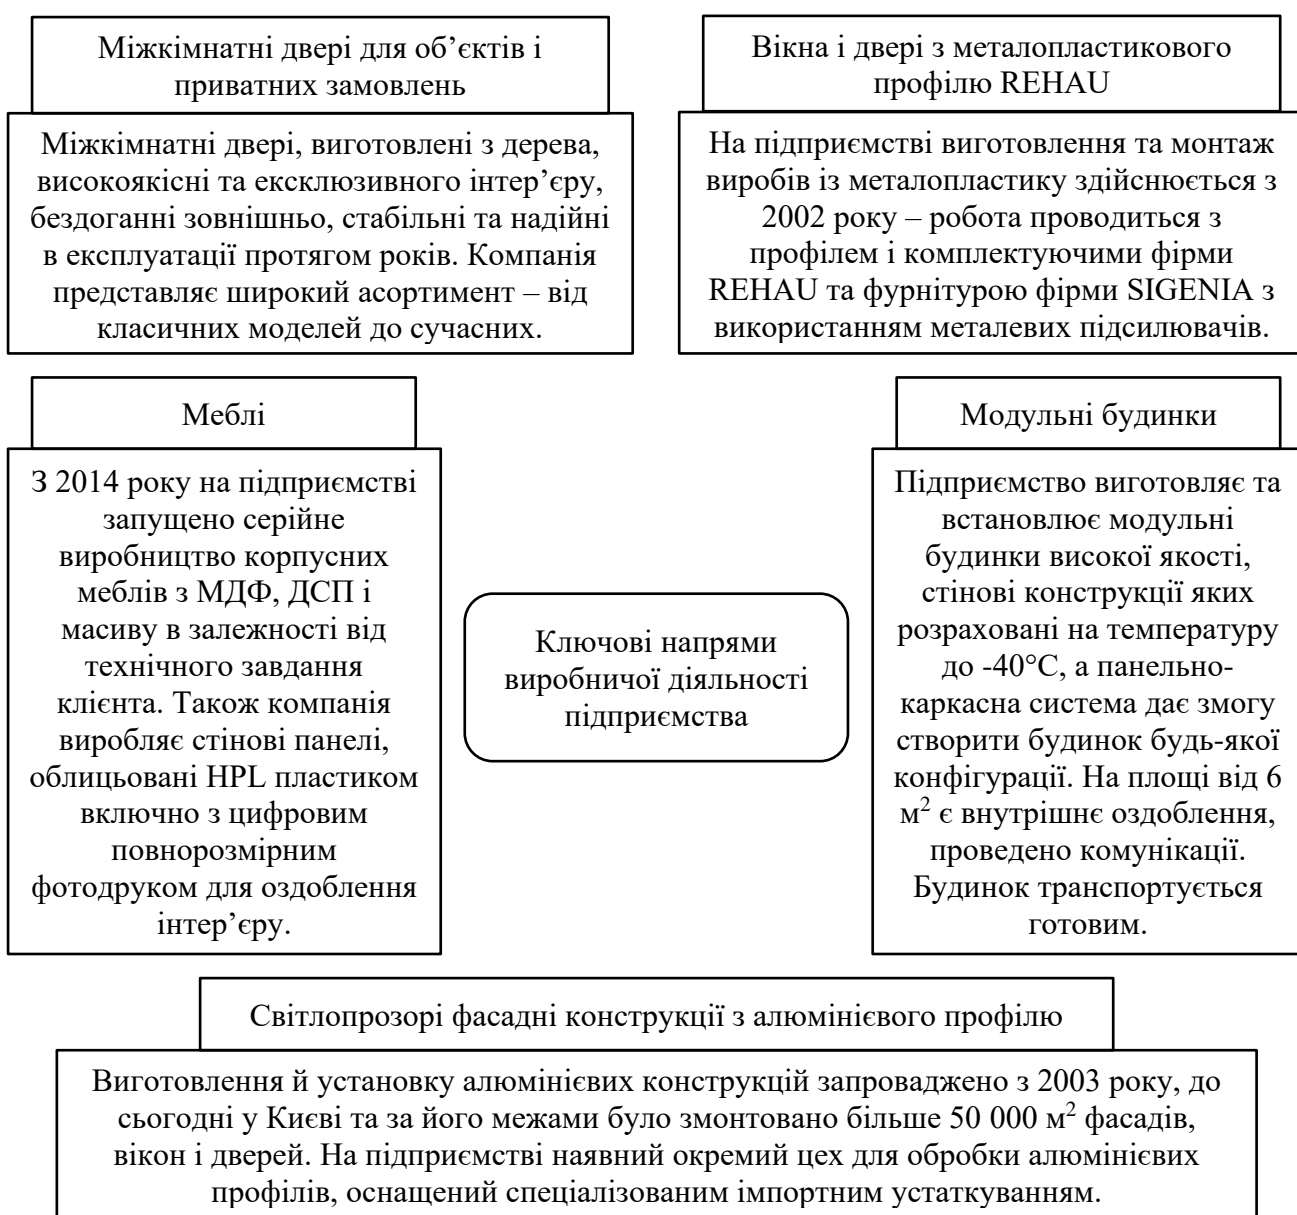 Міжкімнатні двері для об’єктів і
приватних замовлень
Міжкімнатні двері, виготовлені з дерева,
високоякісні та ексклюзивного інтер’єру,
бездоганні зовнішньо, стабільні та надійні
в експлуатації протягом років. Компанія
представляє широкий асортимент – від
класичних моделей до сучасних.
Вікна і двері з металопластикового
профілю REHAU
На підприємстві виготовлення та монтаж
виробів із металопластику здійснюється з
2002 року – робота проводиться з
профілем і комплектуючими фірми
REHAU та фурнітурою фірми SIGENIA з
використанням металевих підсилювачів.
Меблі
З 2014 року на підприємстві
запущено серійне
виробництво корпусних
меблів з МДФ, ДСП і
масиву в залежності від
технічного завдання
клієнта. Також компанія
виробляє стінові панелі,
облицьовані HPL пластиком
включно з цифровим
повнорозмірним
фотодруком для оздоблення
інтер’єру.
Ключові напрями
виробничої діяльності
підприємства
Модульні будинки
Підприємство виготовляє та
встановлює модульні
будинки високої якості,
стінові конструкції яких
розраховані на температуру
до -40°С, а панельно-
каркасна система дає змогу
створити будинок будь-якої
конфігурації. На площі від 6
м² є внутрішнє оздоблення,
проведено комунікації.
Будинок транспортується
готовим.
Світлопрозорі фасадні конструкції з алюмінієвого профілю
Виготовлення й установку алюмінієвих конструкцій запроваджено з 2003 року, до
сьогодні у Києві та за його межами було змонтовано більше 50 000 м² фасадів,
вікон і дверей. На підприємстві наявний окремий цех для обробки алюмінієвих
профілів, оснащений спеціалізованим імпортним устаткуванням.